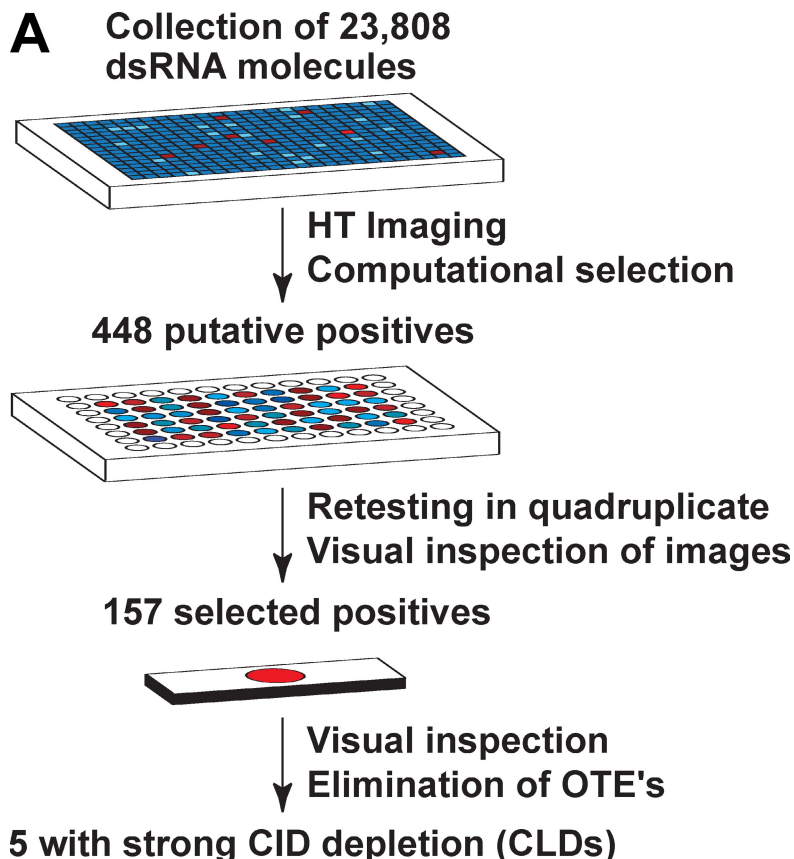 A
Collection of 23,808
dsRNA molecules
HT Imaging
Computational selection
448 putative positives
Retesting in quadruplicate
Visual inspection of images
157 selected positives
Visual inspection
Elimination of OTE's
5 with strong CID depletion (CLDs)